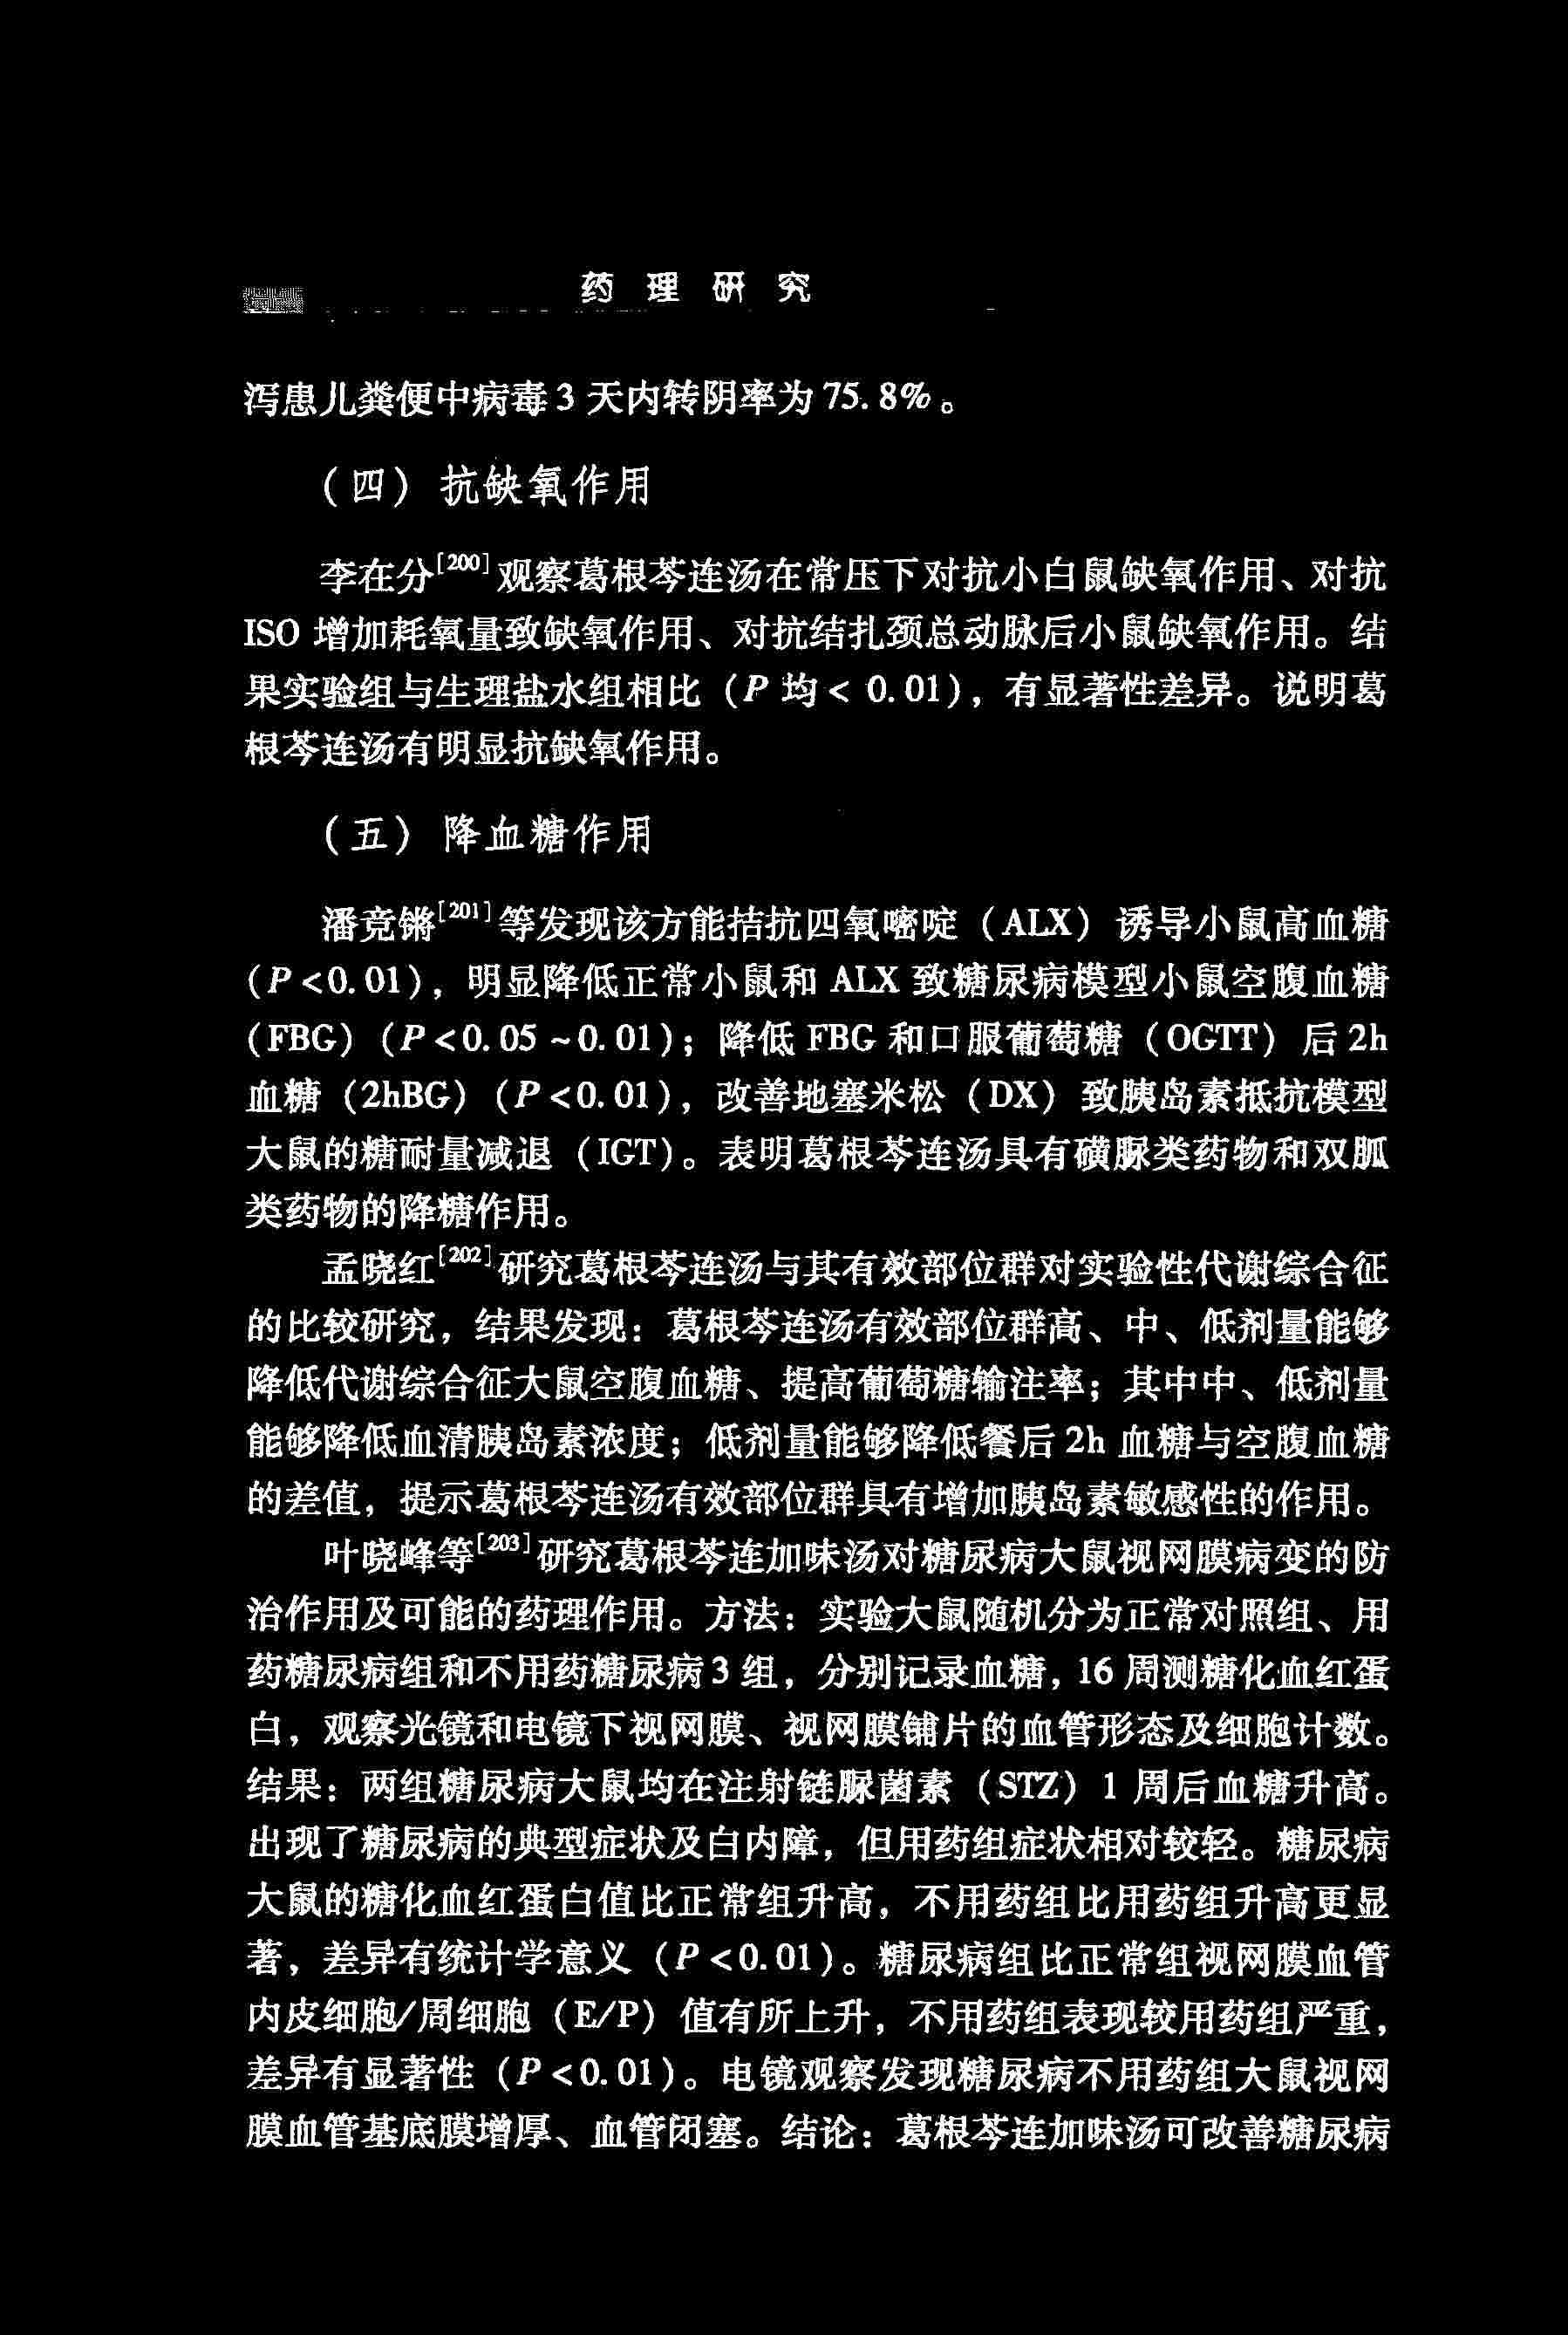 药理研究
泻患儿粪便中病毒3天内转阴率为75.8%。
（四）抗缺氧作用
李在分[200]观察葛根芩连汤在常压下对抗小白鼠缺氧作用、对抗
ISO增加耗氧量致缺氧作用、对抗结扎颈总动脉后小鼠缺氧作用。结
果实验组与生理盐水组相比（P均< 0.01），有显著性差异。说明葛
根芩连汤有明显抗缺氧作用。
（五）降血糖作用
潘竞锵[201]等发现该方能拮抗四氧嘧啶（ALX）诱导小鼠高血糖
（P<0.01），明显降低正常小鼠和ALX致糖尿病模型小鼠空腹血糖
（FBG）（P<0.05~0.01）；降低FBG和口服葡萄糖（OGTT）后2h
血糖（2hBG）（P<0.01），改善地塞米松（DX）致胰岛素抵抗模型
大鼠的糖耐量减退（IGT）。表明葛根芩连汤具有磺脲类药物和双胍
类药物的降糖作用。
孟晓红[202]研究葛根芩连汤与其有效部位群对实验性代谢综合征
的比较研究，结果发现：葛根芩连汤有效部位群高、中、低剂量能够
降低代谢综合征大鼠空腹血糖、提高葡萄糖输注率；其中中、低剂量
能够降低血清胰岛素浓度；低剂量能够降低餐后2h血糖与空腹血糖
的差值，提示葛根芩连汤有效部位群具有增加胰岛素敏感性的作用。
叶晓峰等[203]研究葛根芩连加味汤对糖尿病大鼠视网膜病变的防
治作用及可能的药理作用。方法：实验大鼠随机分为正常对照组、用
药糖尿病组和不用药糖尿病3组，分别记录血糖，16周测糖化血红蛋
白，观察光镜和电镜下视网膜、视网膜铺片的血管形态及细胞计数。
结果：两组糖尿病大鼠均在注射链脲菌素（STZ）1周后血糖升高。
出现了糖尿病的典型症状及白内障，但用药组症状相对较轻。糖尿病
大鼠的糖化血红蛋白值比正常组升高，不用药组比用药组升高更显
著，差异有统计学意义（P<0.01）。糖尿病组比正常组视网膜血管
内皮细胞/周细胞（E/P）值有所上升，不用药组表现较用药组严重，
差异有显著性（P<0.01）。电镜观察发现糖尿病不用药组大鼠视网
膜血管基底膜增厚、血管闭塞。结论：葛根芩连加味汤可改善糖尿病